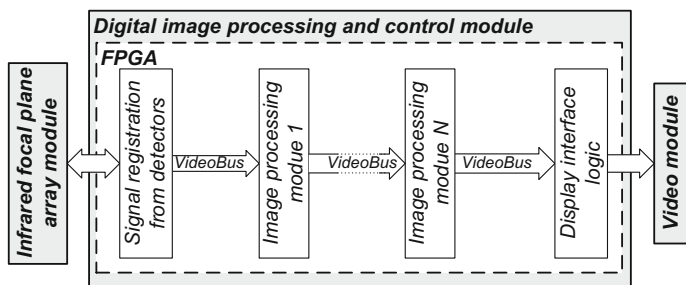 Digital image processing and control module
FPGA
Infrared focal plane
array module
Signal registration
from detectors
VideoBus
Image processing
modue 1
VideoBus
Image processing
modue N
VideoBus
Display interface
logic
Video module